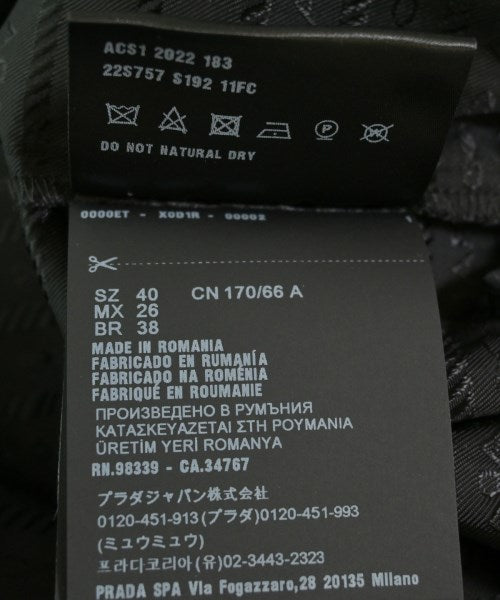 ACS1 2022 183
22S757 S192 11FC
DO NOT NATURAL DRY
0000ET - X0D1R - 00002
SZ 40 CN 170/66 A
MX 26
BR 38
MADE IN ROMANIA
FABRICADO EN RUMANÍA
FABRICADO NA ROMÉNIA
FABRIQUÉ EN ROUMANIE
ПРОИЗВЕДЕНО В РУМЪНИЯ
ΚΑΤΑΣΚΕΥΑΖΕΤΑΙ ΣΤΗ ΡΟΥΜΑΝΙΑ
ÜRETİM YERİ ROMANYA
RN.98339 - CA.34767
プラダジャパン株式会社
0120-451-913(プラダ)0120-451-993
(ミュウミュウ)
프라다코리아(유)02-3443-2323
PRADA SPA Via Fogazzaro,28 20135 Milano